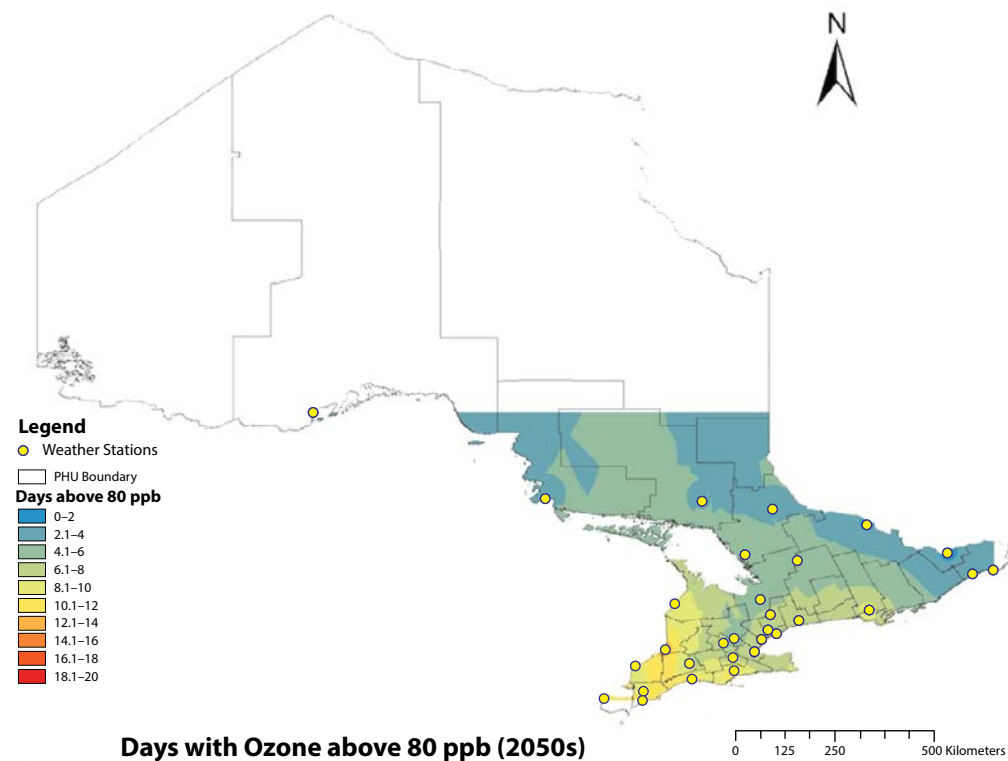 N
Legend
Weather Stations
PHU Boundary
Days above 80 ppb
0–2
2.1–4
4.1–6
6.1–8
8.1–10
10.1–12
12.1–14
14.1–16
16.1–18
18.1–20
Days with Ozone above 80 ppb (2050s)
0 125 250 500 Kilometers